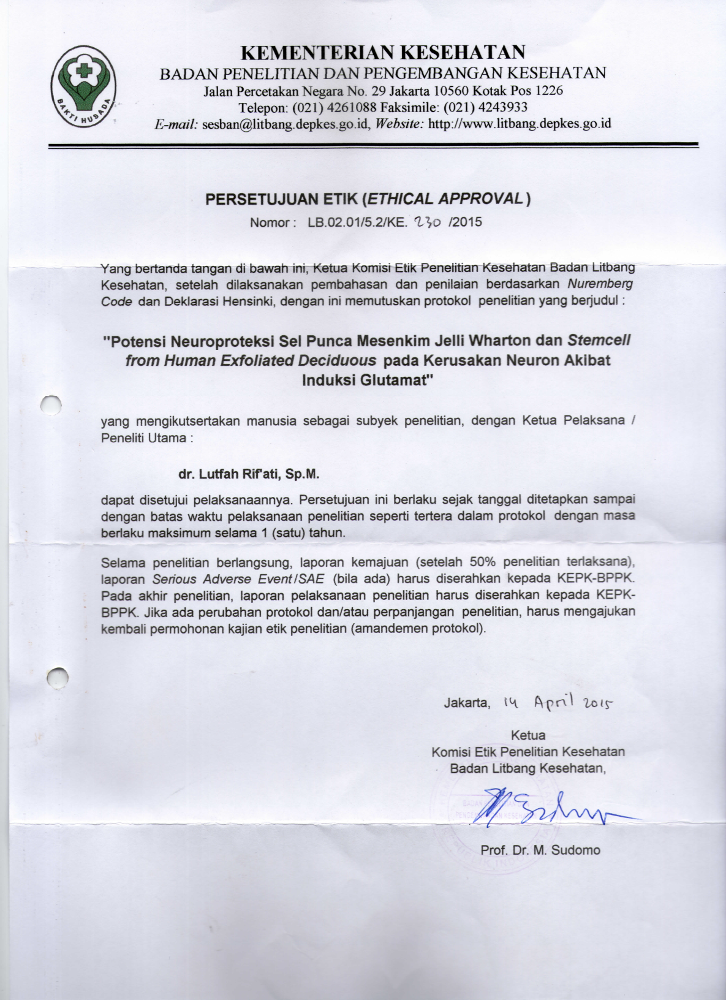 KEMENTERIAN KESEHATAN
BADAN PENELITIAN DAN PENGEMBANGAN KESEHATAN
Jalan Percetakan Negara No. 29 Jakarta 10560 Kotak Pos 1226
Telepon: (021) 4261088 Faksimile: (021) 4243933
E-mail: sesban@litbang.depkes.go.id, Website: http://www.litbang.depkes.go.id
BAKTI HUSADA
PERSETUJUAN ETIK (ETHICAL APPROVAL)
Nomor : LB.02.01/5.2/KE. 230 /2015
Yang bertanda tangan di bawah ini, Ketua Komisi Etik Penelitian Kesehatan Badan Litbang
Kesehatan, setelah dilaksanakan pembahasan dan penilaian berdasarkan Nuremberg
Code dan Deklarasi Hensinki, dengan ini memutuskan protokol penelitian yang berjudul :
"Potensi Neuroproteksi Sel Punca Mesenkim Jelli Wharton dan Stemcell
from Human Exfoliated Deciduous pada Kerusakan Neuron Akibat
Induksi Glutamat"
yang mengikutsertakan manusia sebagai subyek penelitian, dengan Ketua Pelaksana /
Peneliti Utama :
dr. Lutfah Rif'ati, Sp.M.
dapat disetujui pelaksanaannya. Persetujuan ini berlaku sejak tanggal ditetapkan sampai
dengan batas waktu pelaksanaan penelitian seperti tertera dalam protokol dengan masa
berlaku maksimum selama 1 (satu) tahun.
Selama penelitian berlangsung, laporan kemajuan (setelah 50% penelitian terlaksana),
laporan Serious Adverse Event/SAE (bila ada) harus diserahkan kepada KEPK-BPPK.
Pada akhir penelitian, laporan pelaksanaan penelitian harus diserahkan kepada KEPK-
BPPK. Jika ada perubahan protokol dan/atau perpanjangan penelitian, harus mengajukan
kembali permohonan kajian etik penelitian (amandemen protokol).
Jakarta, 14 April 2015
Ketua
Komisi Etik Penelitian Kesehatan
Badan Litbang Kesehatan,
Prof. Dr. M. Sudomo